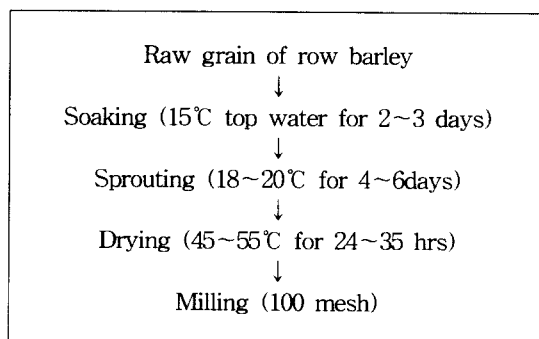 Raw grain of row barley
↓
Soaking (15℃ top water for 2~3 days)
↓
Sprouting (18~20℃ for 4~6days)
↓
Drying (45~55℃ for 24~35 hrs)
↓
Milling (100 mesh)